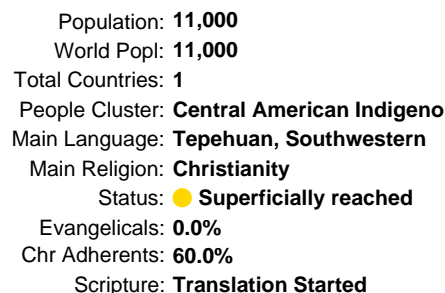 Population: 11,000
World Popl: 11,000
Total Countries: 1
People Cluster: Central American Indigeno
Main Language: Tepehuan, Southwestern
Main Religion: Christianity
Status: Superficially reached
Evangelicals: 0.0%
Chr Adherents: 60.0%
Scripture: Translation Started